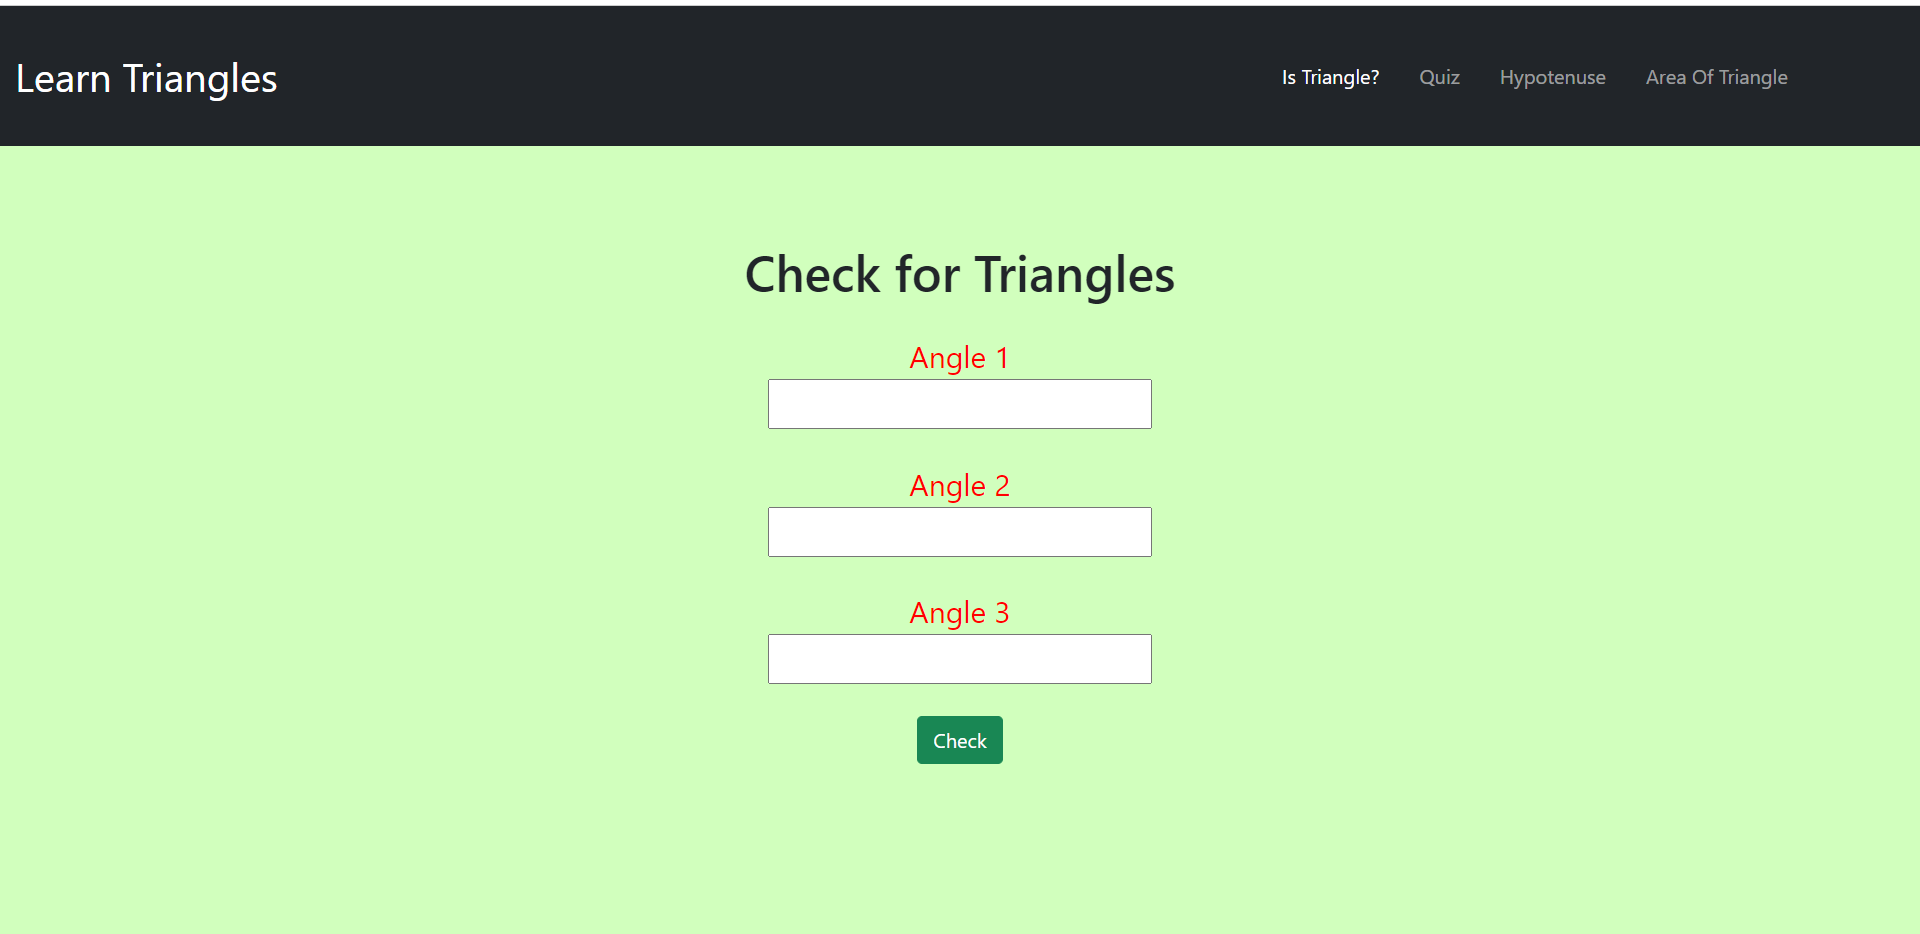 Learn Triangles
Is Triangle? Quiz Hypotenuse Area Of Triangle
Check for Triangles
Angle 1
Angle 2
Angle 3
Check